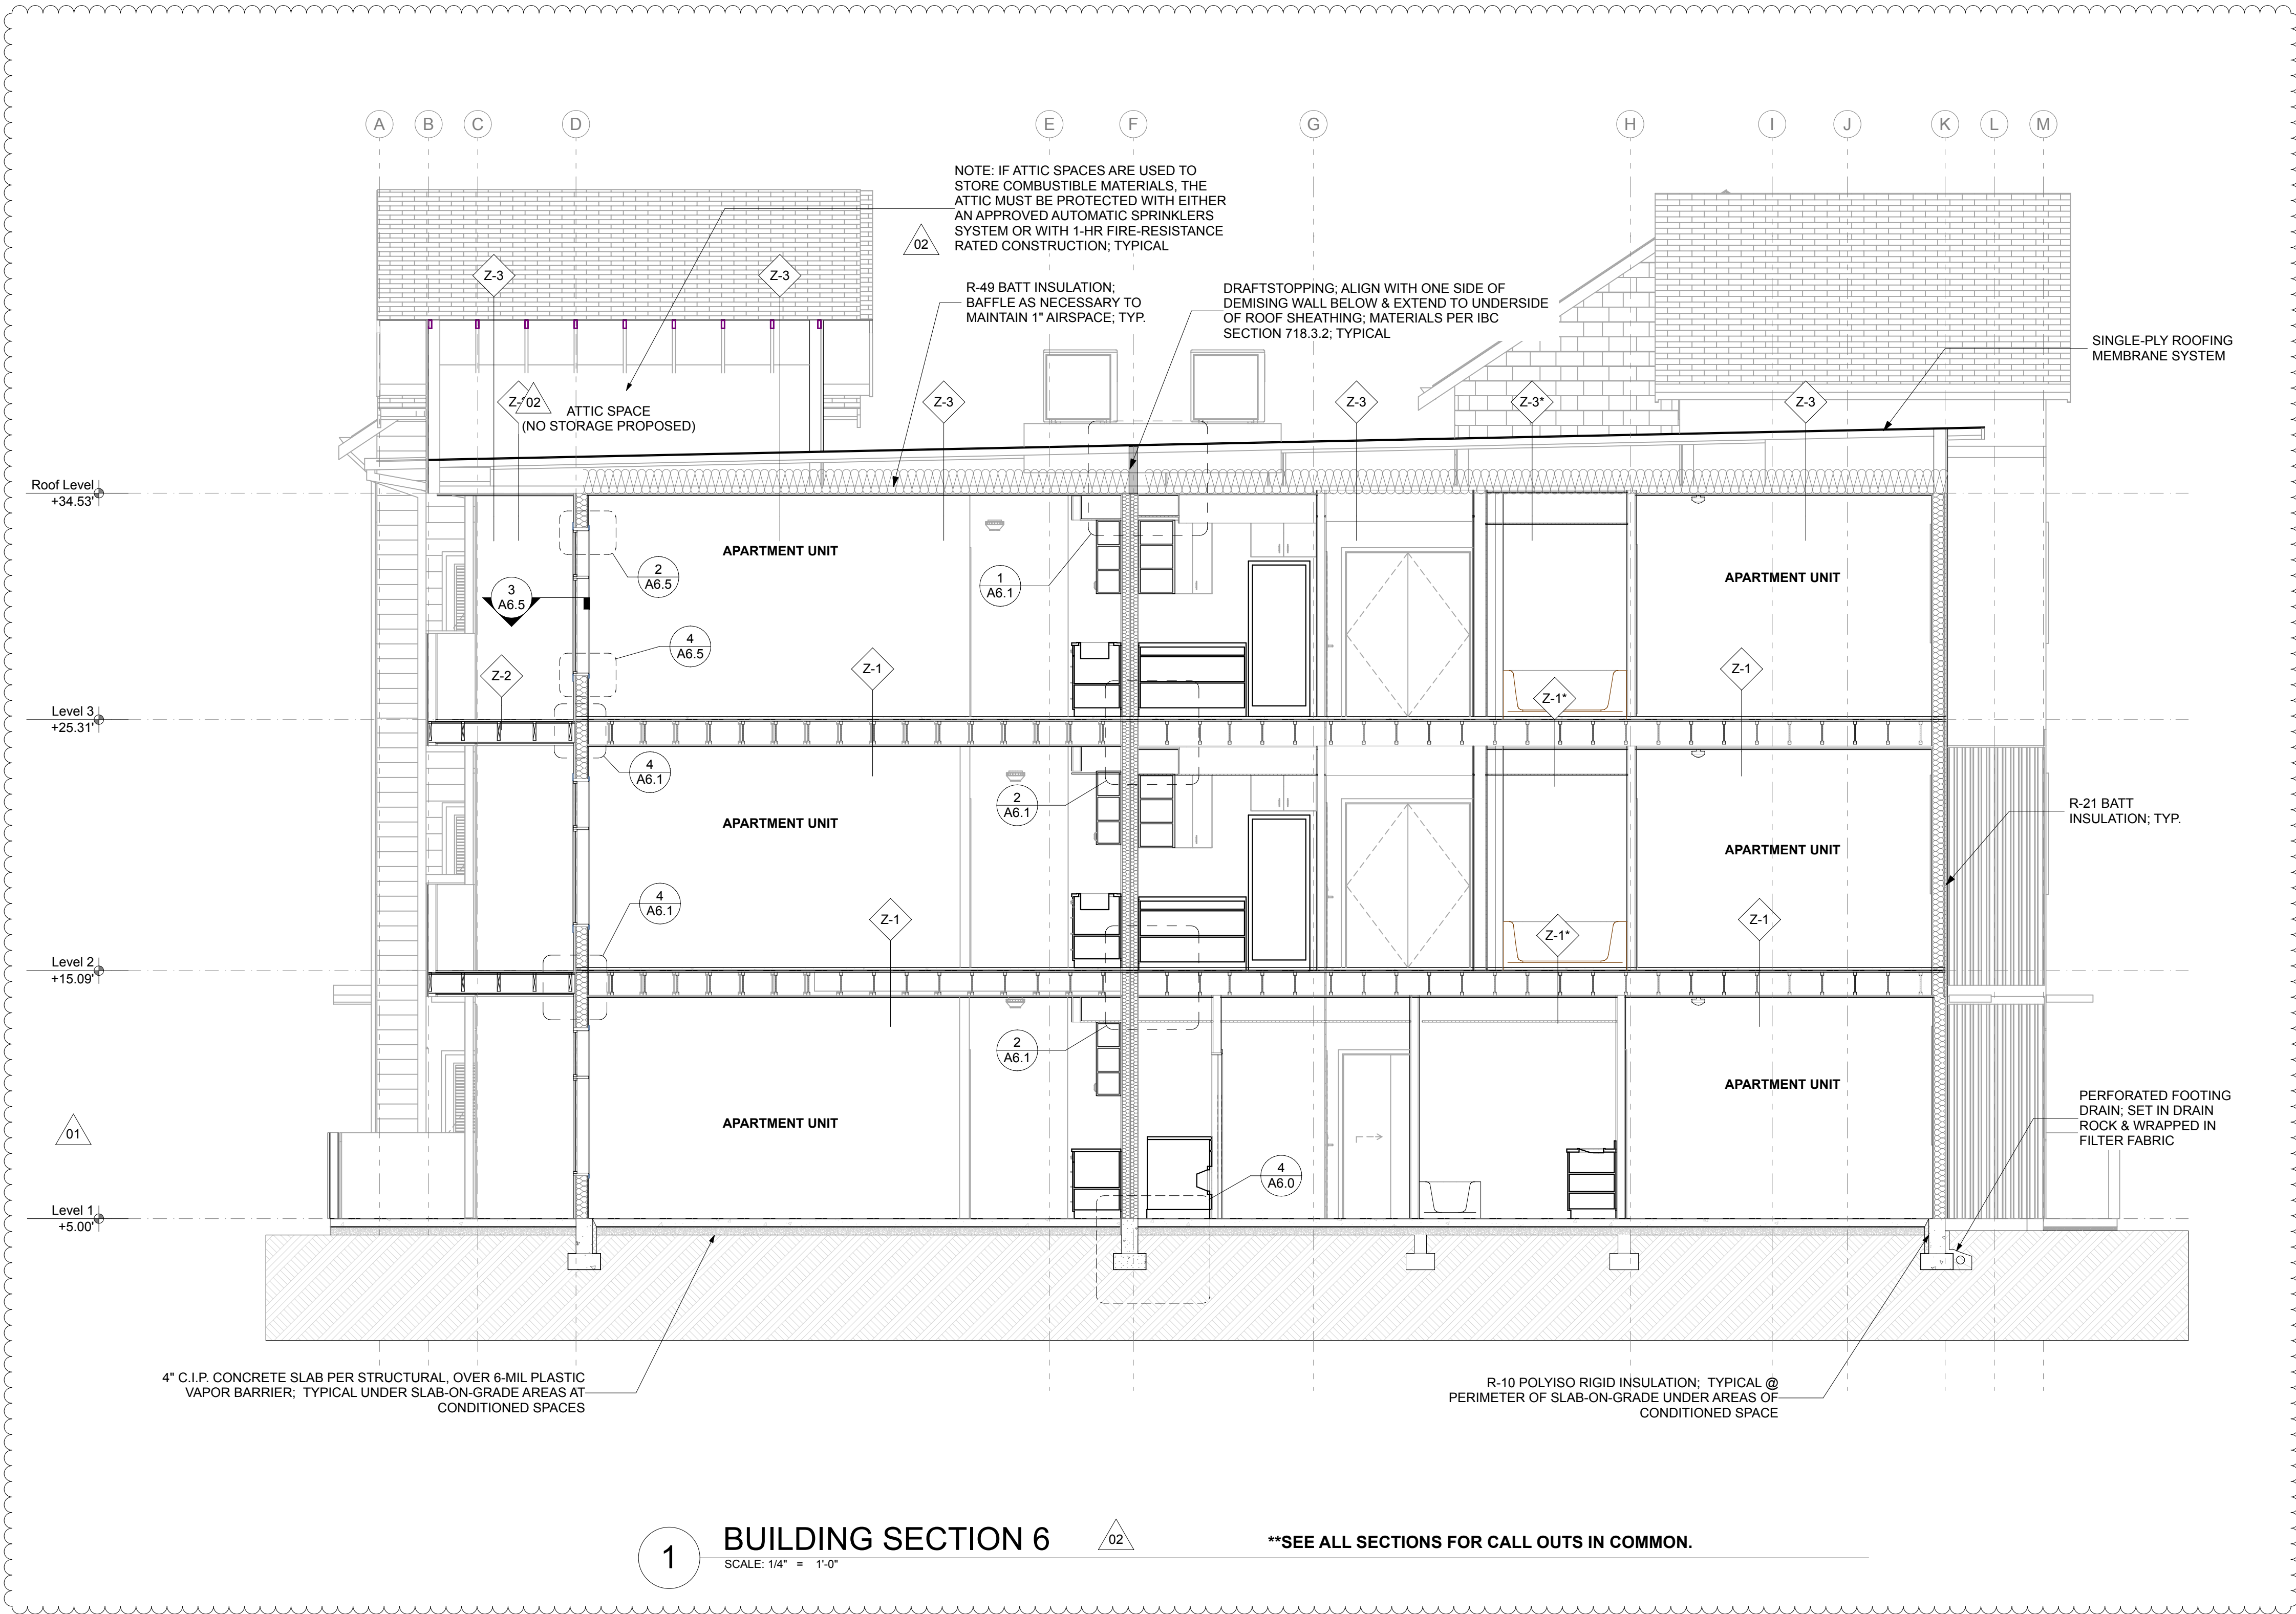 A
B
C
D
E
F
G
H
I
J
K
L
M
NOTE: IF ATTIC SPACES ARE USED TO
STORE COMBUSTIBLE MATERIALS, THE
ATTIC MUST BE PROTECTED WITH EITHER
AN APPROVED AUTOMATIC SPRINKLERS
SYSTEM OR WITH 1-HR FIRE-RESISTANCE
RATED CONSTRUCTION; TYPICAL
02
Z-3
Z-3
R-49 BATT INSULATION;
BAFFLE AS NECESSARY TO
MAINTAIN 1" AIRSPACE; TYP.
DRAFTSTOPPING; ALIGN WITH ONE SIDE OF
DEMISING WALL BELOW & EXTEND TO UNDERSIDE
OF ROOF SHEATHING; MATERIALS PER IBC
SECTION 718.3.2; TYPICAL
SINGLE-PLY ROOFING
MEMBRANE SYSTEM
02
Z-3
Z-3
Z-3*
Z-3
ATTIC SPACE
(NO STORAGE PROPOSED)
Roof Level
+34.53'
APARTMENT UNIT
APARTMENT UNIT
2
A6.5
1
A6.1
3
A6.5
4
A6.5
Z-2
Z-1
Z-1
Z-1*
Level 3
+25.31'
4
A6.1
2
A6.1
APARTMENT UNIT
APARTMENT UNIT
R-21 BATT
INSULATION; TYP.
4
A6.1
Z-1
Z-1*
Z-1
Level 2
+15.09'
2
A6.1
APARTMENT UNIT
APARTMENT UNIT
01
PERFORATED FOOTING
DRAIN; SET IN DRAIN
ROCK & WRAPPED IN
FILTER FABRIC
4
A6.0
Level 1
+5.00'
4" C.I.P. CONCRETE SLAB PER STRUCTURAL, OVER 6-MIL PLASTIC
VAPOR BARRIER; TYPICAL UNDER SLAB-ON-GRADE AREAS AT
CONDITIONED SPACES
R-10 POLYISO RIGID INSULATION; TYPICAL @
PERIMETER OF SLAB-ON-GRADE UNDER AREAS OF
CONDITIONED SPACE
1
BUILDING SECTION 6
02
**SEE ALL SECTIONS FOR CALL OUTS IN COMMON.
SCALE: 1/4" = 1'-0"